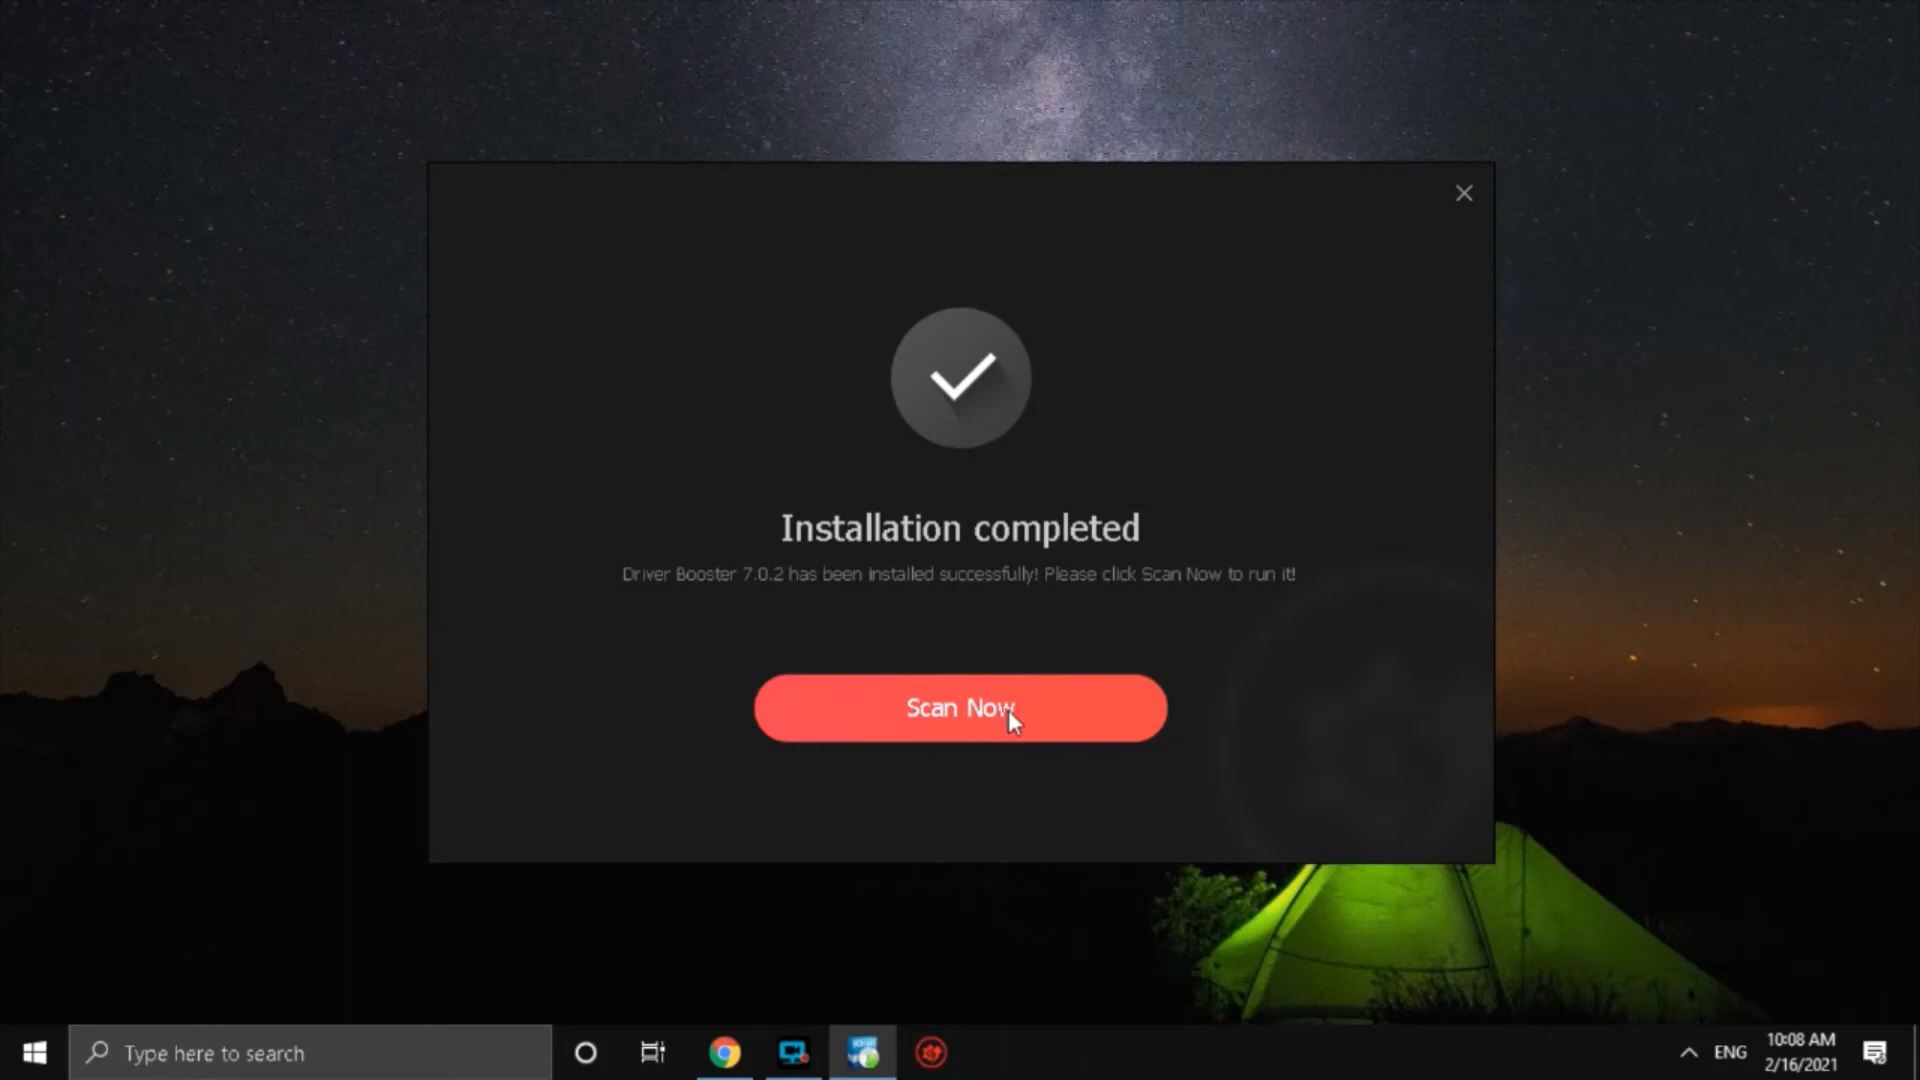 Installation completed
Driver Booster 7.0.2 has been installed successfully! Please click Scan Now to run it!
Scan Now
Type here to search
ENG
10:08 AM
2/16/2021